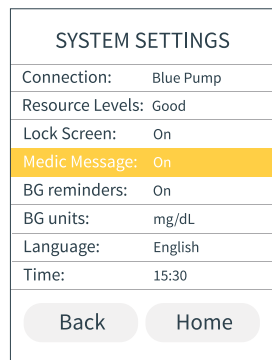 SYSTEM SETTINGS
Connection: Blue Pump
Resource Levels: Good
Lock Screen: On
Medic Message: On
BG reminders: On
BG units: mg/dL
Language: English
Time: 15:30
Back Home